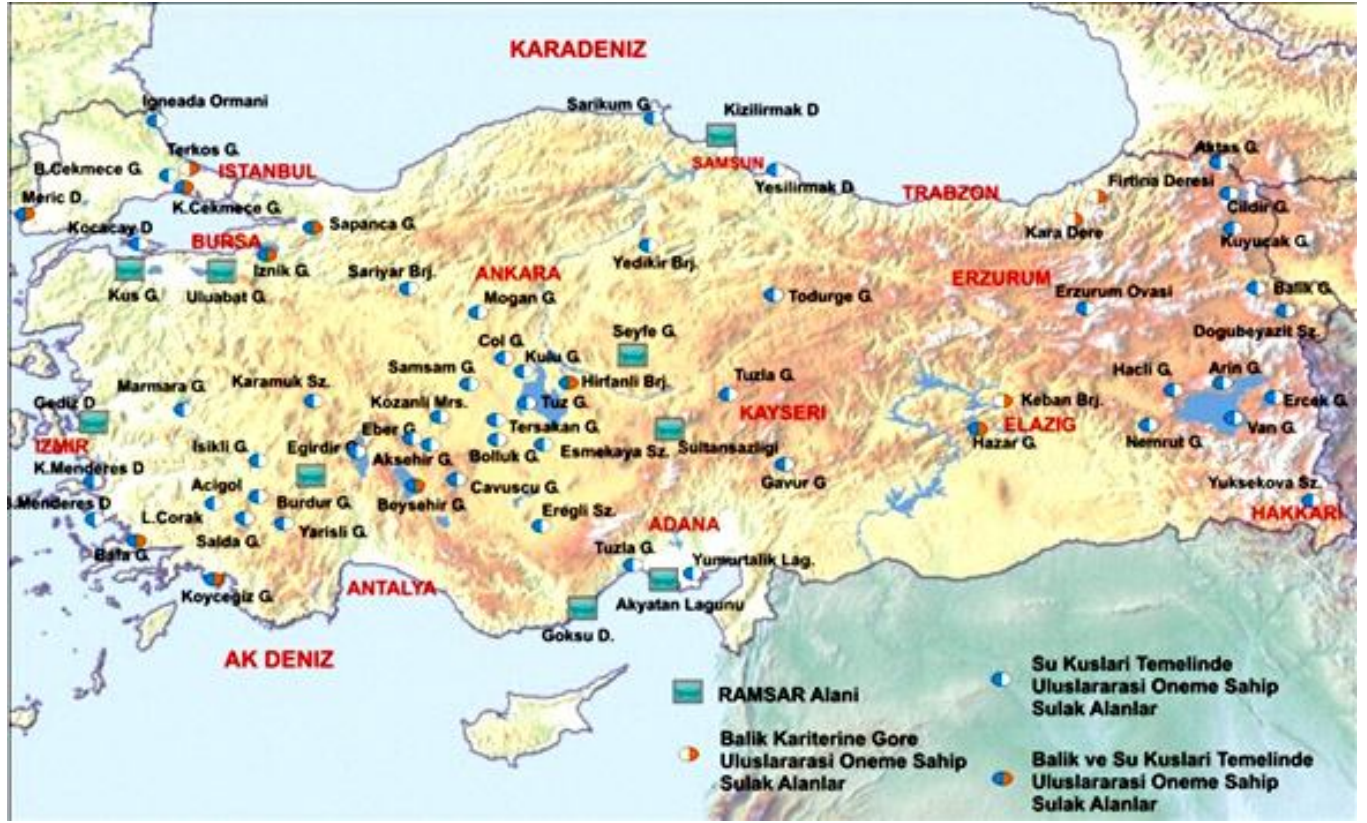 KARADENIZ
Igneada Ormani
Sarikum G.
Kizilirmak D
Terkos G.
B.Cekmece G.
ISTANBUL
SAMSUN
Aktas G.
Meric D.
K.Cekmece G.
Yesilirmak D.
TRABZON
Firtina Deresi
Cildir G.
Kocacay D
BURSA
Sapanca G.
Kara Dere
Kuyucak G.
Iznik G.
Sariyar Brj.
ANKARA
Yedikir Brj.
ERZURUM
Kus G.
Uluabat G.
Mogan G.
Todurge G.
Erzurum Ovasi
Balik G.
Seyfe G.
Dogubeyazit Sz.
Col G.
Kulu G.
Samsam G.
Hirfanli Brj.
Tuzla G.
Hacli G.
Arin G.
Marmara G.
Karamuk Sz.
Gediz D
Kozanli Mrs.
Tuz G.
KAYSERI
Keban Brj.
Ercek G.
IZMIR
Isikli G.
Egirdir G.
Eber G.
Tersakan G.
Sultansazligi
ELAZIG
Hazar G.
Nemrut G.
Van G.
K.Menderes D
Aksehir G.
Bolluk G.
Esmekaya Sz.
Acigol
Burdur G.
Beysehir G.
Cavuscu G.
Gavur G
Yuksekova Sz.
.Menderes D
L.Corak
Yarisli G.
Eregli Sz.
HAKKARI
Bafa G.
Salda G.
ADANA
Tuzla G.
Yumurtalik Lag.
Koycegiz G.
ANTALYA
Akyatan Lagunu
Goksu D.
AK DENIZ
RAMSAR Alani
Balik Kariterine Gore
Uluslararasi Oneme Sahip
Sulak Alanlar
Su Kuslari Temelinde
Uluslararasi Oneme Sahip
Sulak Alanlar
Balik ve Su Kuslari Temelinde
Uluslararasi Oneme Sahip
Sulak Alanlar